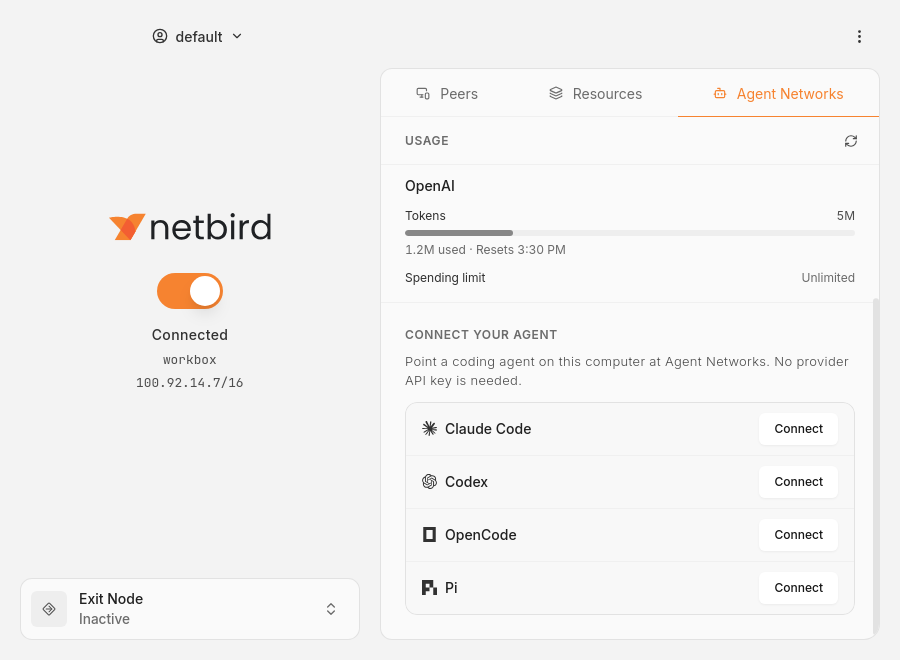 default
Peers
Resources
Agent Networks
USAGE
OpenAI
Tokens 5M
1.2M used · Resets 3:30 PM
Spending limit Unlimited
netbird
Connected
workbox
100.92.14.7/16
CONNECT YOUR AGENT
Point a coding agent on this computer at Agent Networks. No provider
API key is needed.
Claude Code Connect
Codex Connect
OpenCode Connect
Pi Connect
Exit Node
Inactive